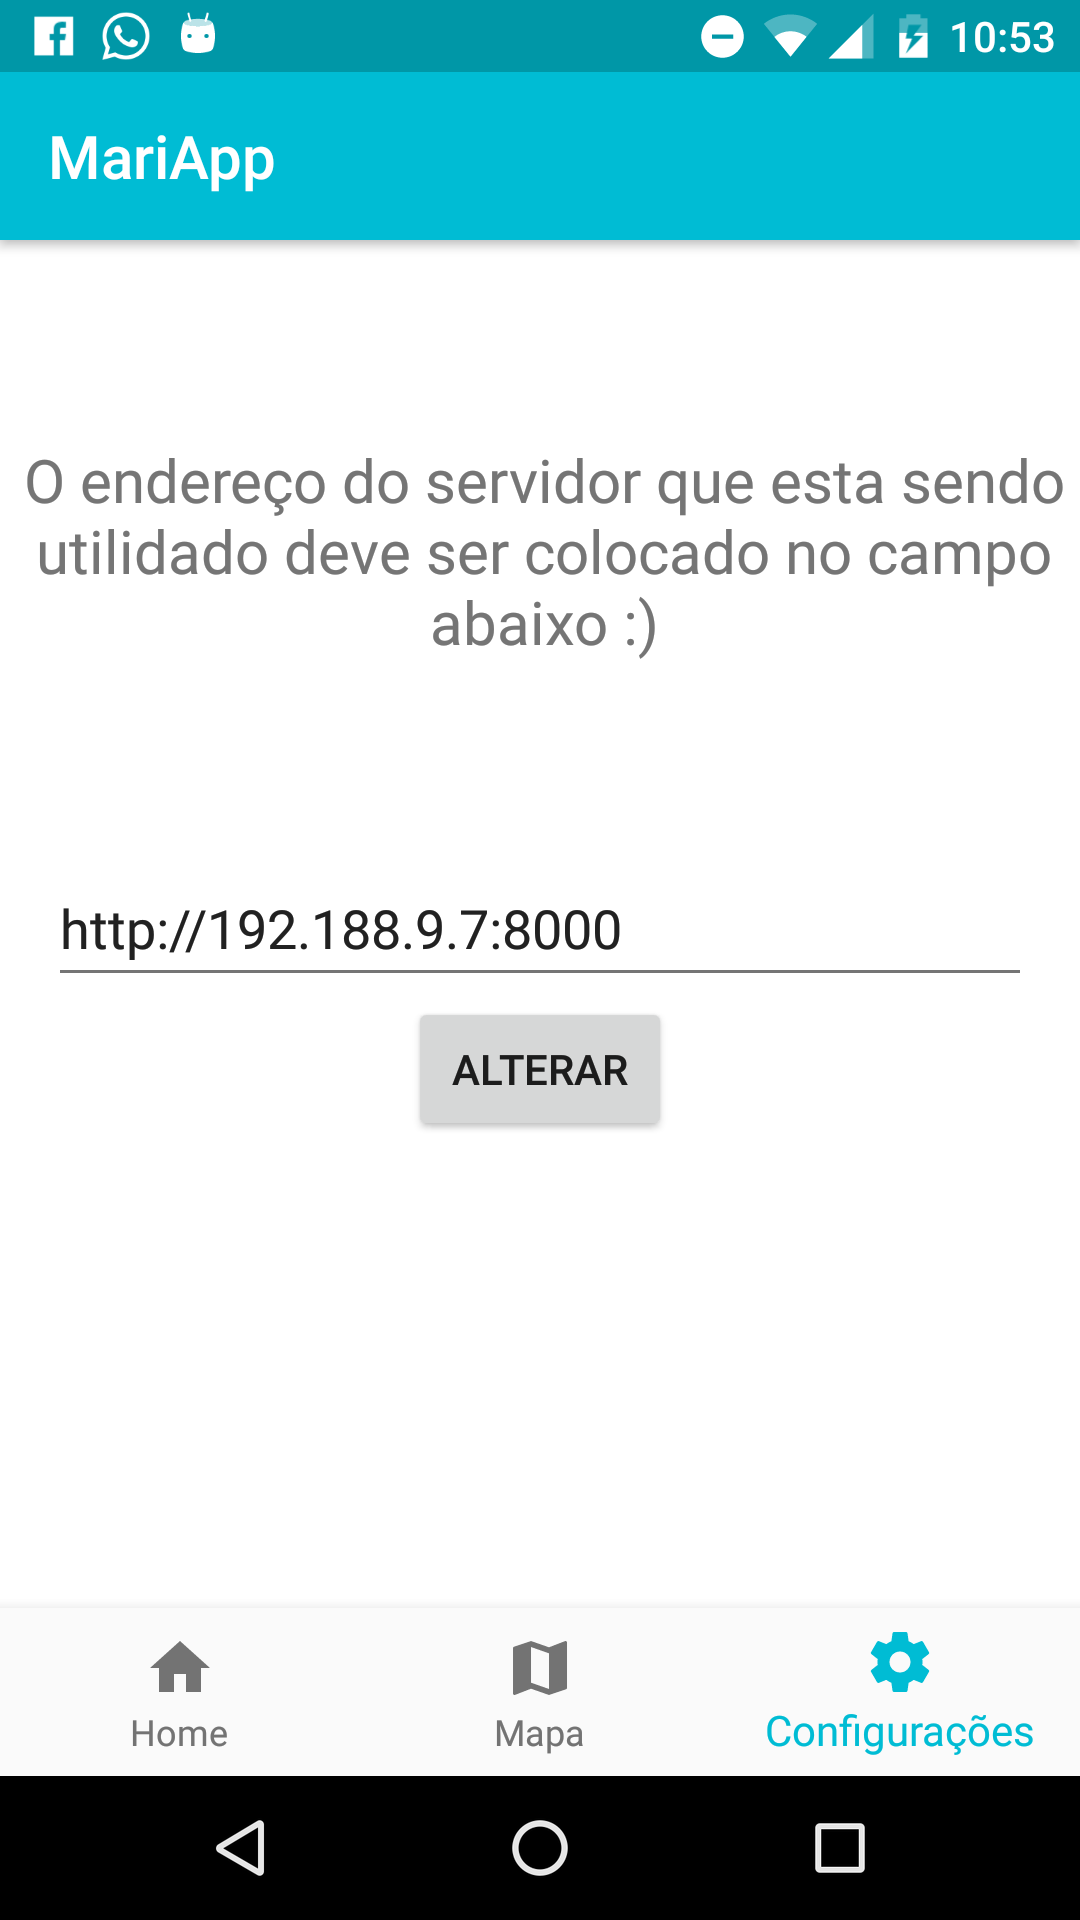 10:53
MariApp
O endereço do servidor que esta sendo
utilidado deve ser colocado no campo
abaixo :)
http://192.188.9.7:8000
ALTERAR
Home
Mapa
Configurações